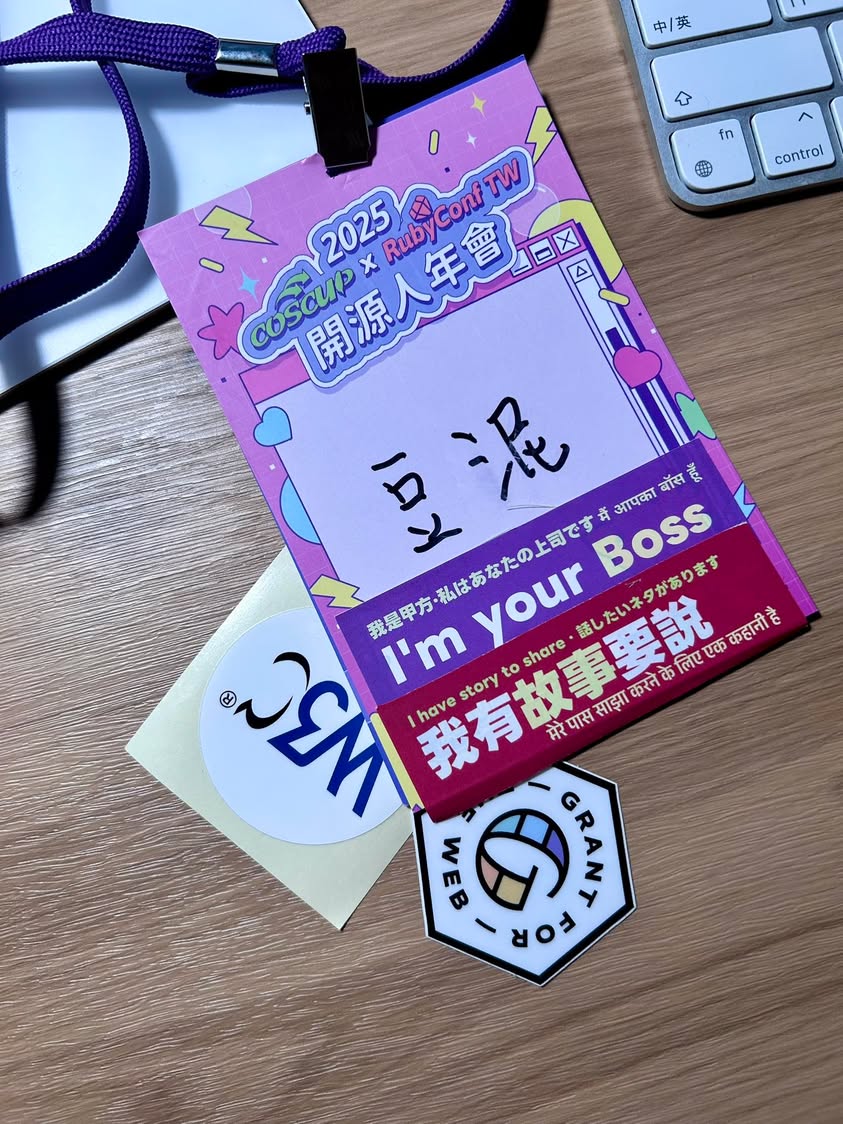 中/英
fn
control
2025
COSCUP x RubyConf TW
開源人年會
豆泥
我是甲方·私はあなたの上司です मैं आपका बॉस हूँ
I'm your Boss
I have story to share・話したいネタがあります
我有故事要說
मेरे पास साझा करने के लिए एक कहानी है
W3C®
GRANT FOR
WEB